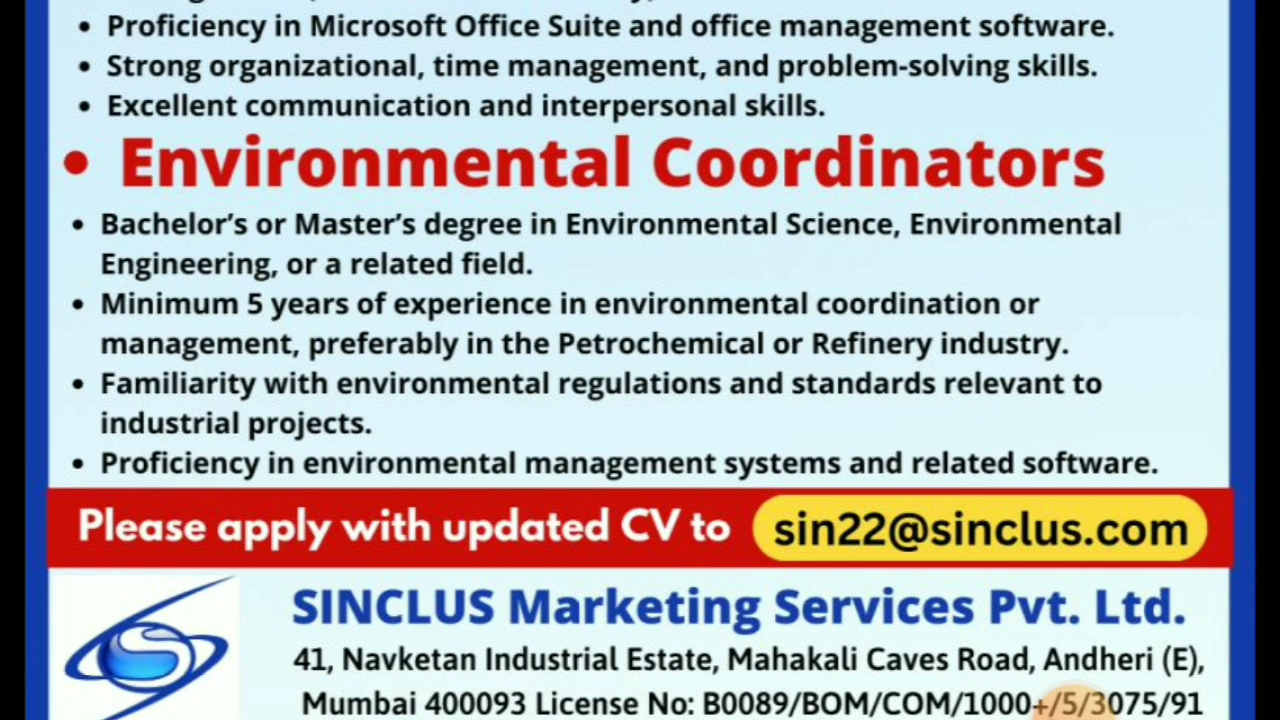 • Proficiency in Microsoft Office Suite and office management software.
• Strong organizational, time management, and problem-solving skills.
• Excellent communication and interpersonal skills.
• Environmental Coordinators
• Bachelor's or Master's degree in Environmental Science, Environmental
Engineering, or a related field.
• Minimum 5 years of experience in environmental coordination or
management, preferably in the Petrochemical or Refinery industry.
• Familiarity with environmental regulations and standards relevant to
industrial projects.
• Proficiency in environmental management systems and related software.
Please apply with updated CV to sin22@sinclus.com
SINCLUS Marketing Services Pvt. Ltd.
41, Navketan Industrial Estate, Mahakali Caves Road, Andheri (E),
Mumbai 400093 License No: B0089/BOM/COM/1000+/5/3075/91